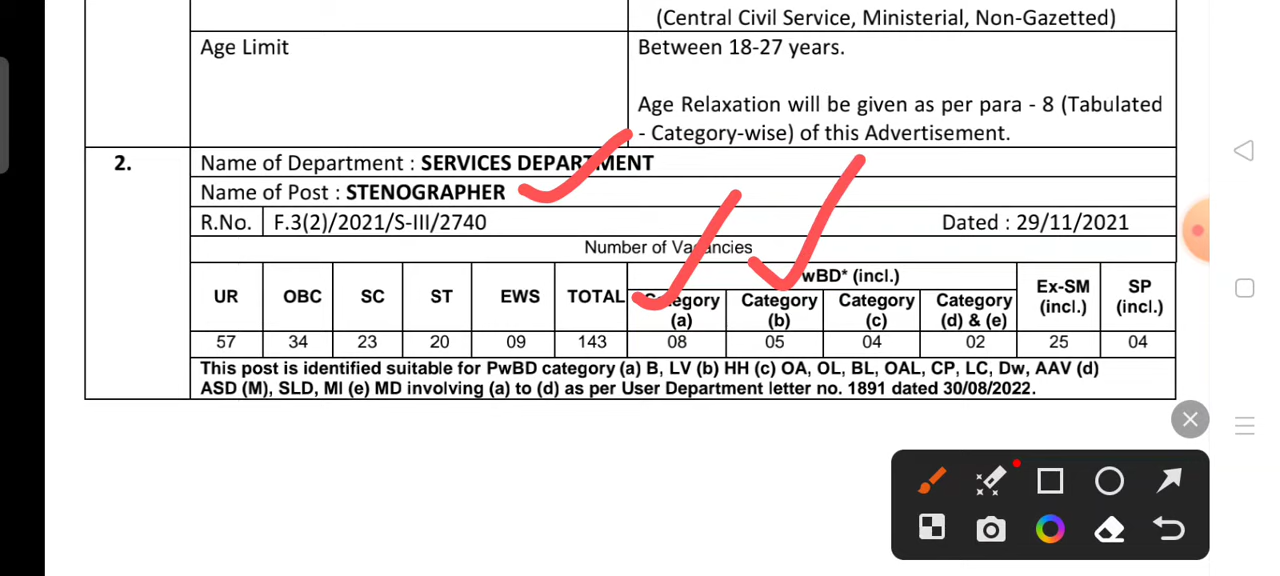 (Central Civil Service, Ministerial, Non-Gazetted)
Age Limit
Between 18-27 years.
Age Relaxation will be given as per para - 8 (Tabulated
- Category-wise) of this Advertisement.
2.
Name of Department : SERVICES DEPARTMENT
Name of Post : STENOGRAPHER
R.No. F.3(2)/2021/S-III/2740 Dated : 29/11/2021
Number of Vacancies
UR OBC SC ST EWS TOTAL
wBD* (incl.)
Category (a) Category (b) Category (c) Category (d) & (e)
Ex-SM (incl.) SP (incl.)
57 34 23 20 09 143 08 05 04 02 25 04
This post is identified suitable for PwBD category (a) B, LV (b) HH (c) OA, OL, BL, OAL, CP, LC, Dw, AAV (d)
ASD (M), SLD, MI (e) MD involving (a) to (d) as per User Department letter no. 1891 dated 30/08/2022.